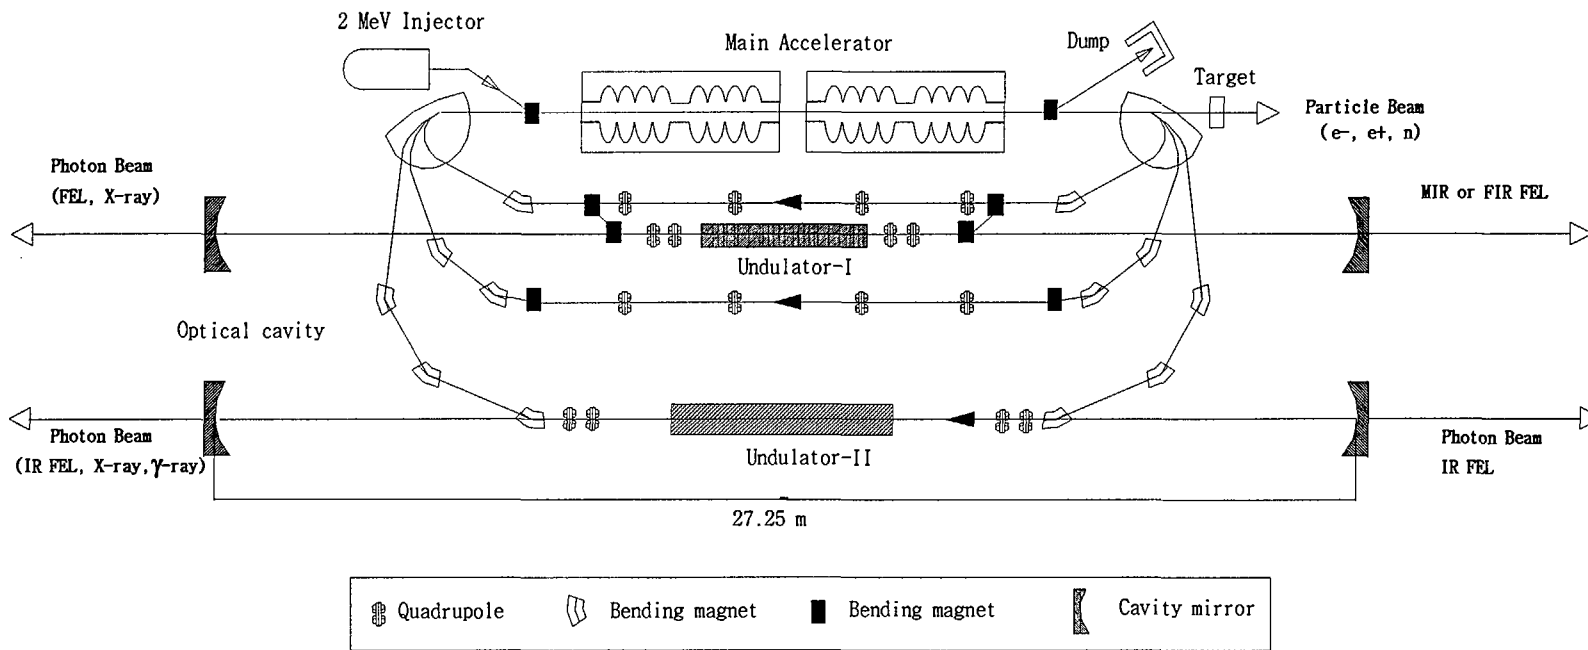 2 MeV Injector
Main Accelerator
Dump
Target
Particle Beam
(e-, e+, n)
Photon Beam
(FEL, X-ray)
MIR or FIR FEL
Undulator-I
Optical cavity
Photon Beam
(IR FEL, X-ray, γ-ray)
Undulator-II
Photon Beam
IR FEL
27.25 m
Quadrupole
Bending magnet
Bending magnet
Cavity mirror